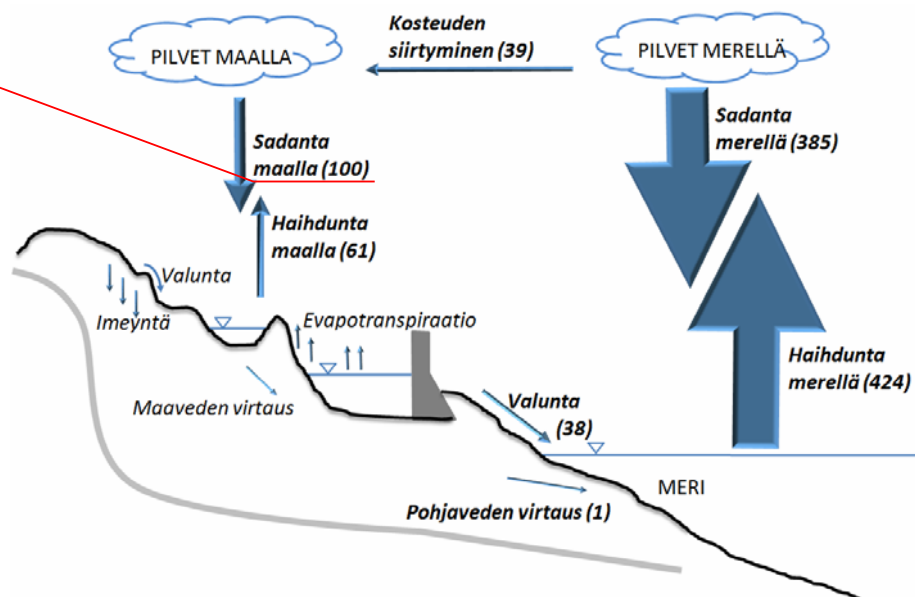 Kosteuden
siirtyminen (39)
PILVET MAALLA
PILVET MERELLÄ
Sadanta
maalla (100)
Sadanta
merellä (385)
Haihdunta
maalla (61)
Valunta
Imeyntä
Evapotranspiraatio
Haihdunta
merellä (424)
Maaveden virtaus
Valunta
(38)
MERI
Pohjaveden virtaus (1)